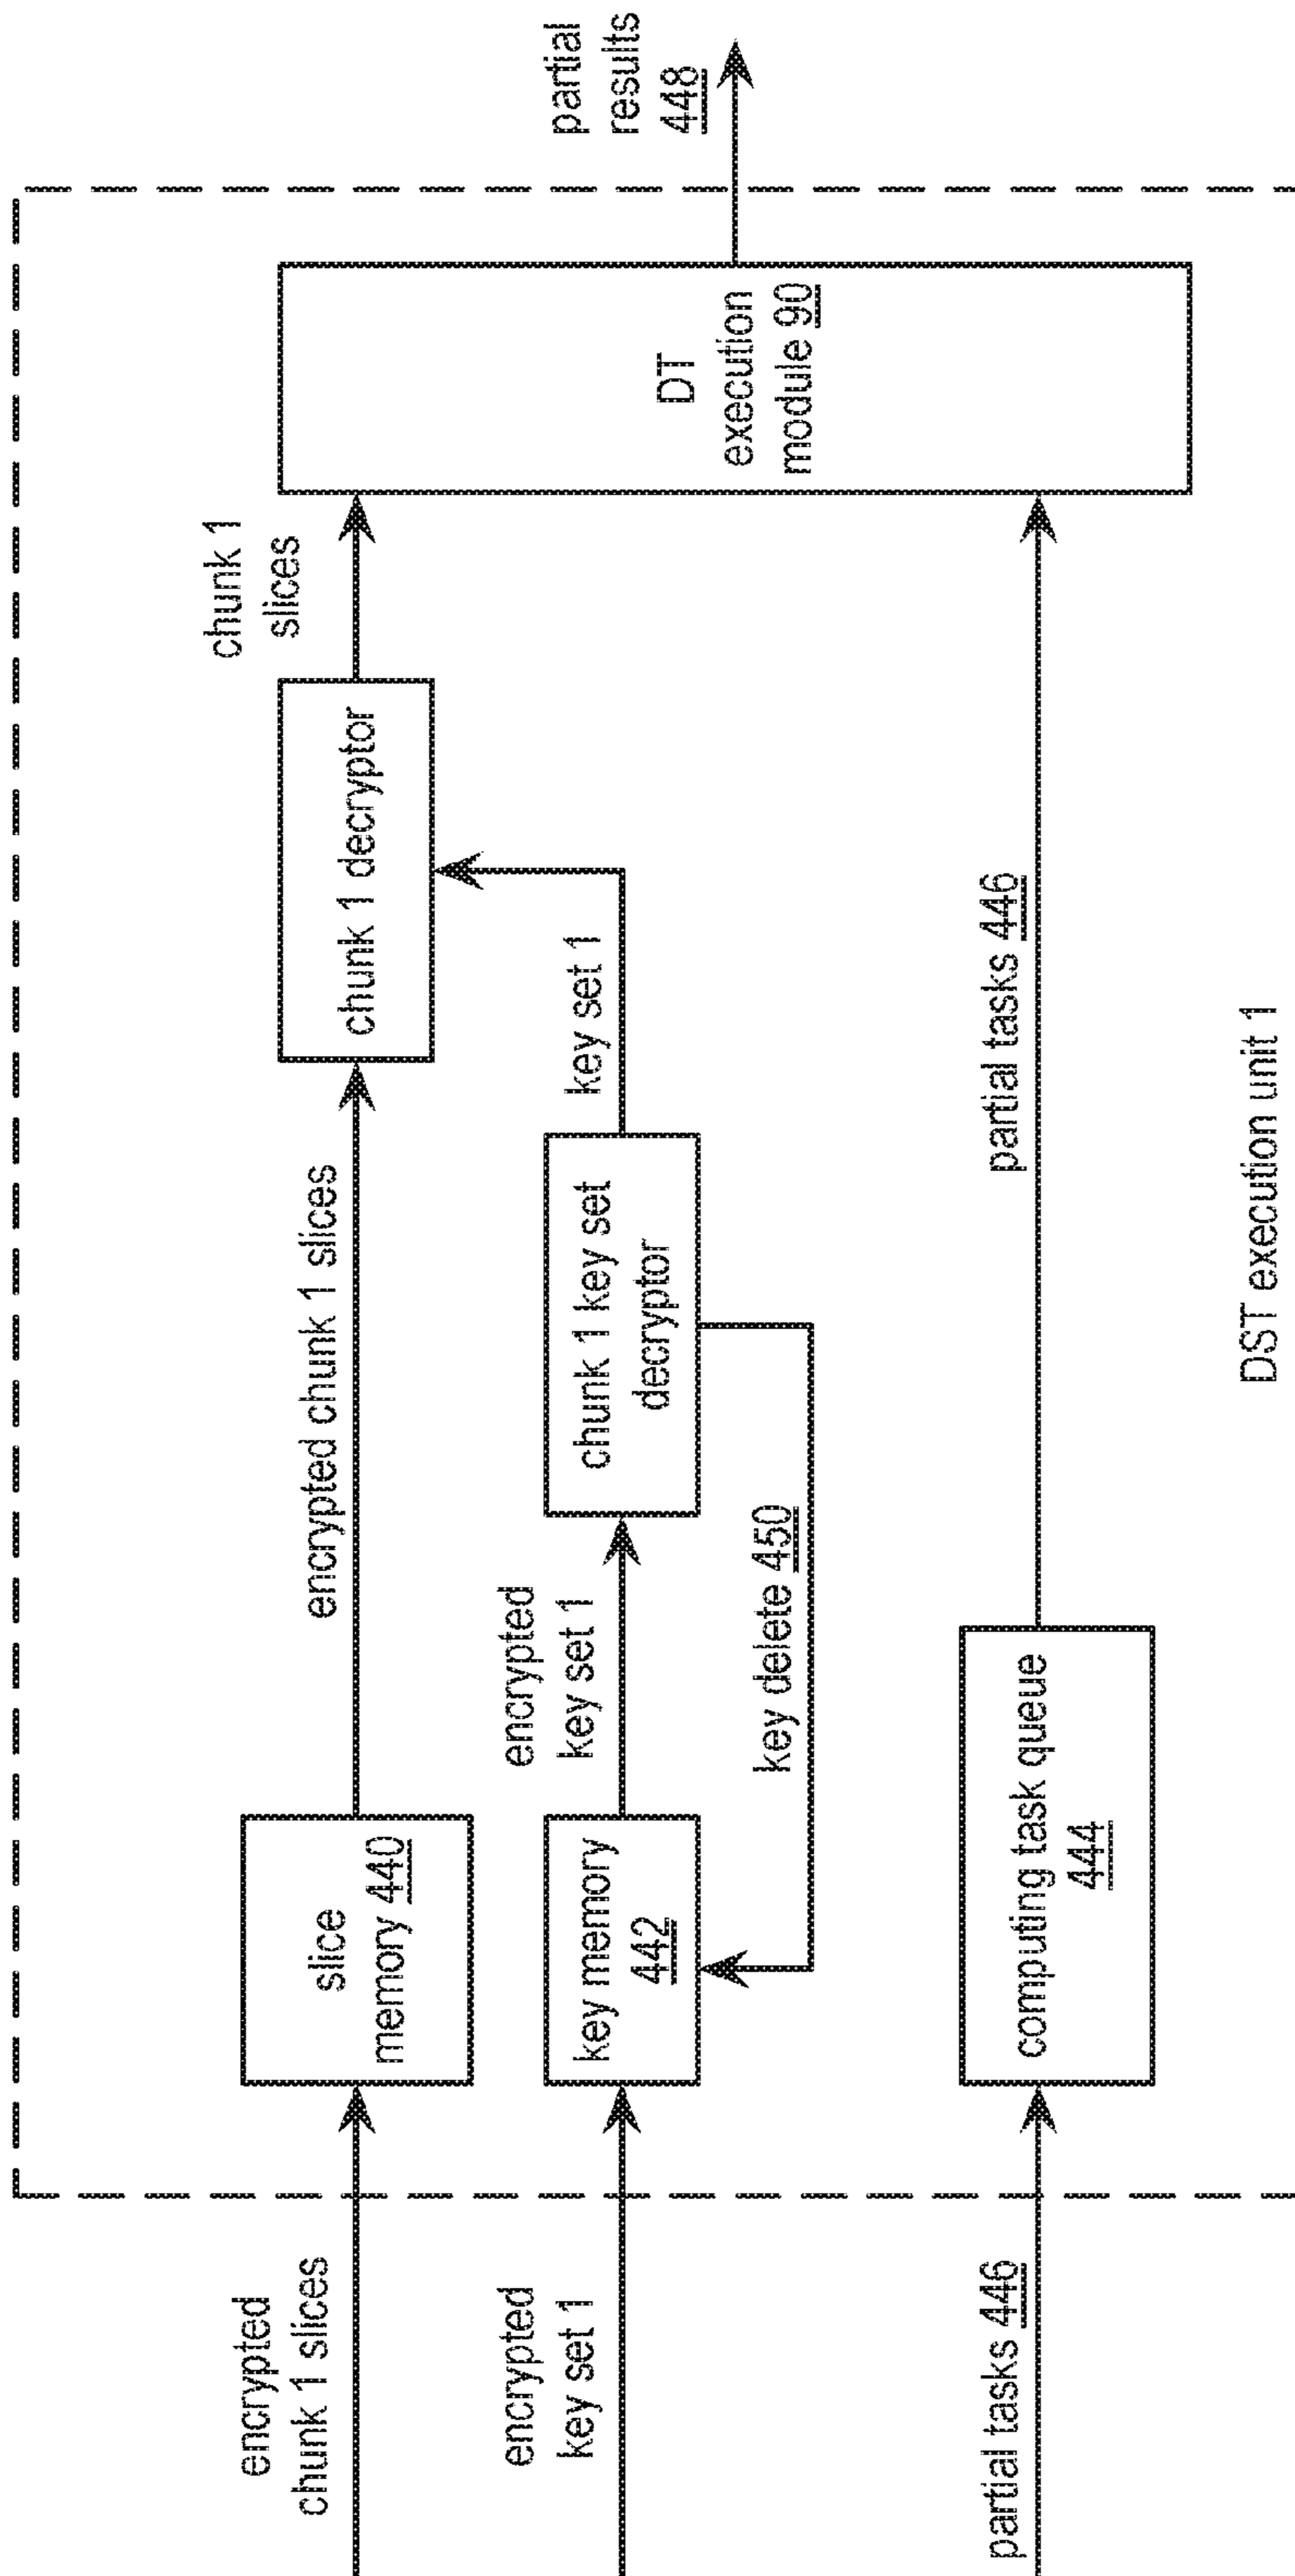 encrypted
chunk 1 slices
slice
memory 440
encrypted chunk 1 slices
chunk 1 decryptor
chunk 1
slices
encrypted
key set 1
key memory
442
encrypted
key set 1
chunk 1 key set
decryptor
key set 1
key delete 450
DT
execution
module 90
partial
results
448
partial tasks 446
computing task queue
444
partial tasks 446
DST execution unit 1